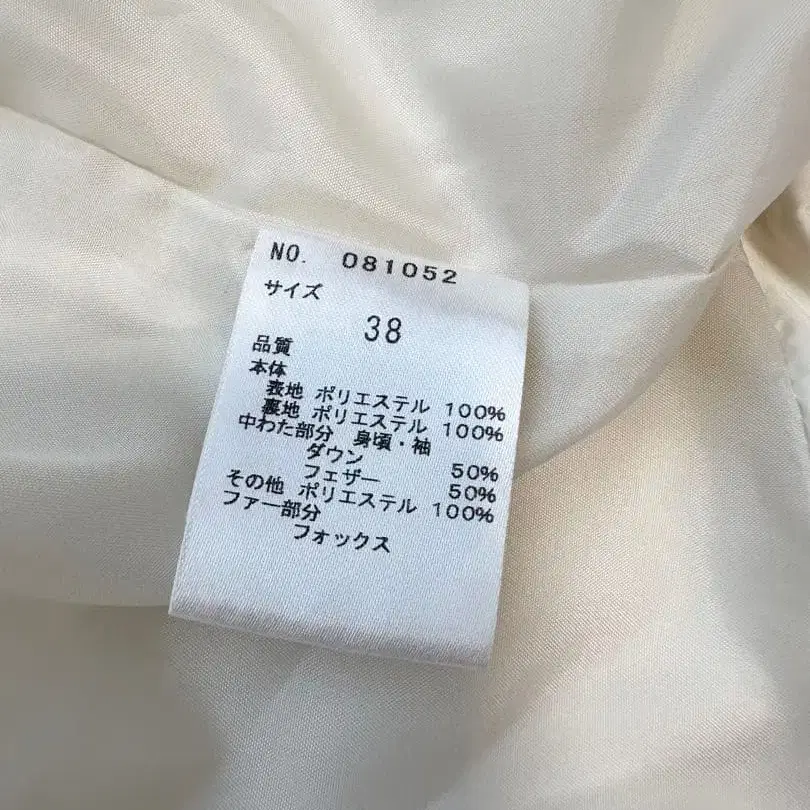 NO. 081052
サイズ
38
品質
本体
表地 ポリエステル 100%
裏地 ポリエステル 100%
中わた部分 身頃・袖
ダウン 50%
フェザー 50%
その他 ポリエステル 100%
ファー部分
フォックス